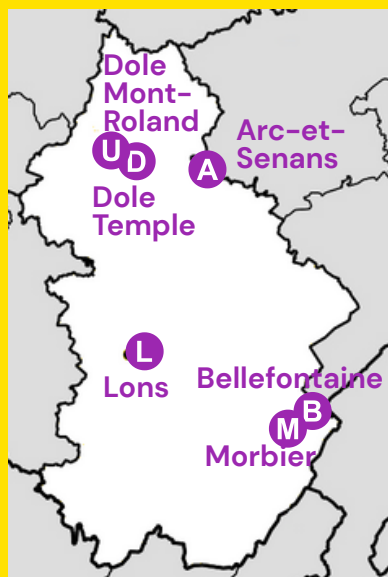 Dole
Mont-
Roland
U
D
Dole
Temple
Arc-et-
Senans
A
L
Lons
Bellefontaine
B
M
Morbier